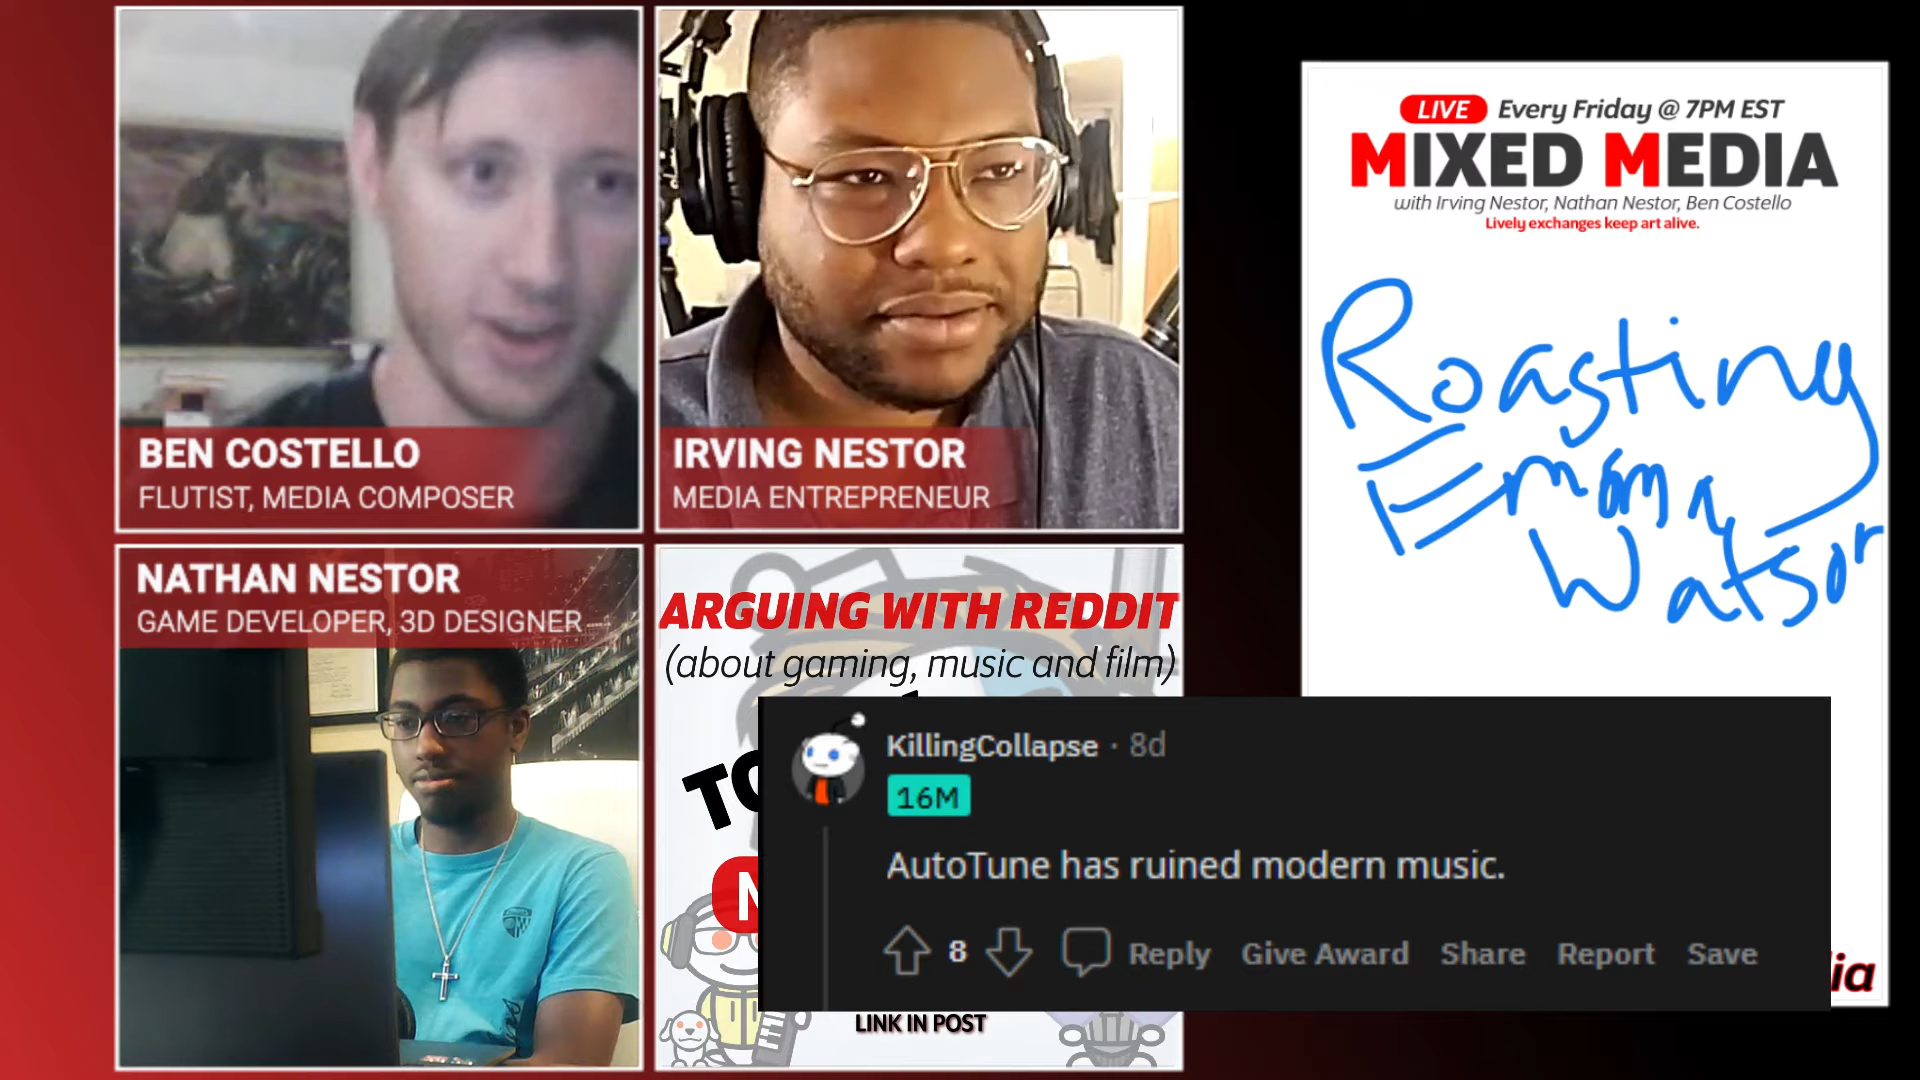 BEN COSTELLO
FLUTIST, MEDIA COMPOSER
IRVING NESTOR
MEDIA ENTREPRENEUR
NATHAN NESTOR
GAME DEVELOPER, 3D DESIGNER
ARGUING WITH REDDIT
(about gaming, music and film)
LINK IN POST
LIVE Every Friday @ 7PM EST
MIXED MEDIA
with Irving Nestor, Nathan Nestor, Ben Costello
Lively exchanges keep art alive.
Roasting
Emma
Watson
KillingCollapse · 8d
16M
AutoTune has ruined modern music.
8 Reply Give Award Share Report Save